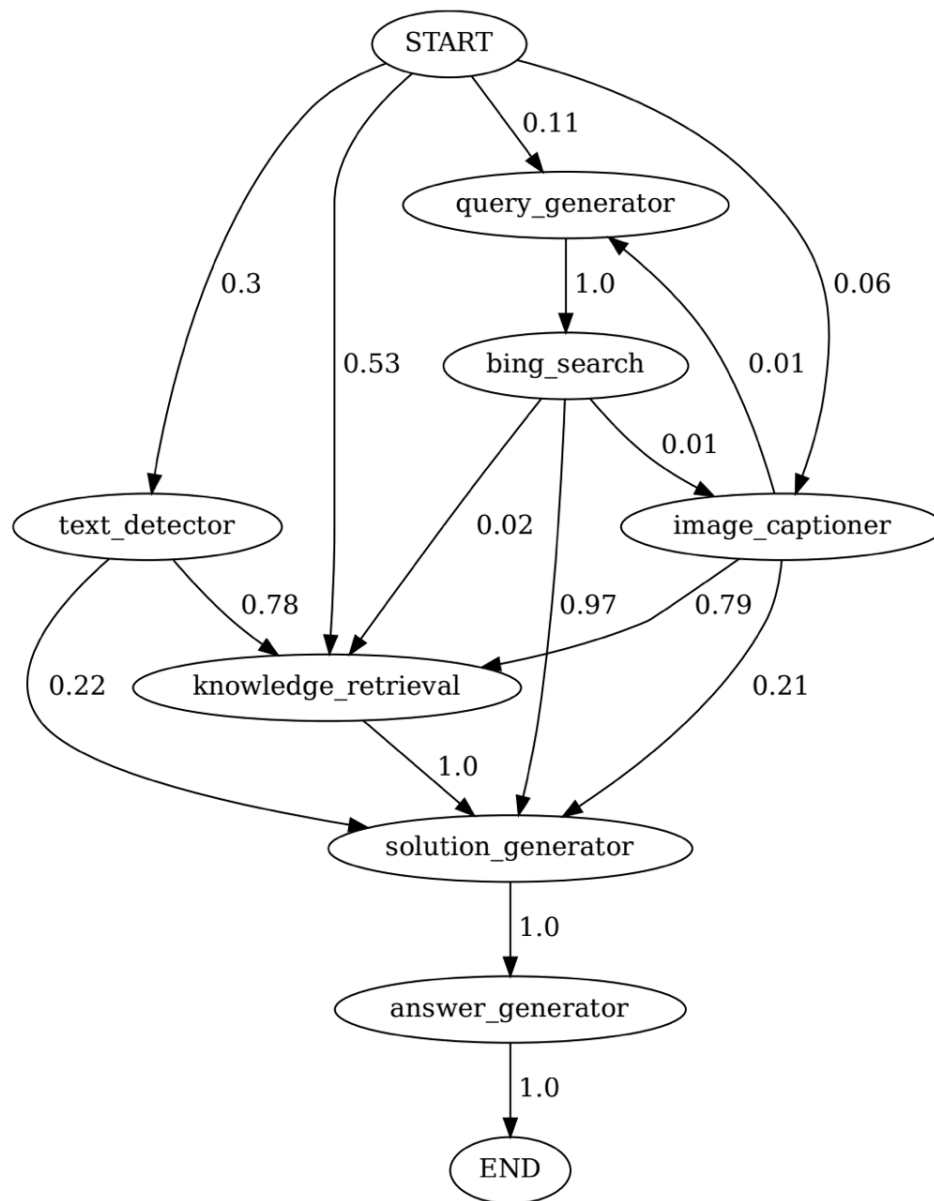 START
0.11
query_generator
0.3
1.0
0.06
0.53
bing_search
0.01
0.01
text_detector
0.02
image_captioner
0.78
0.97
0.79
0.22
knowledge_retrieval
0.21
1.0
solution_generator
1.0
answer_generator
1.0
END